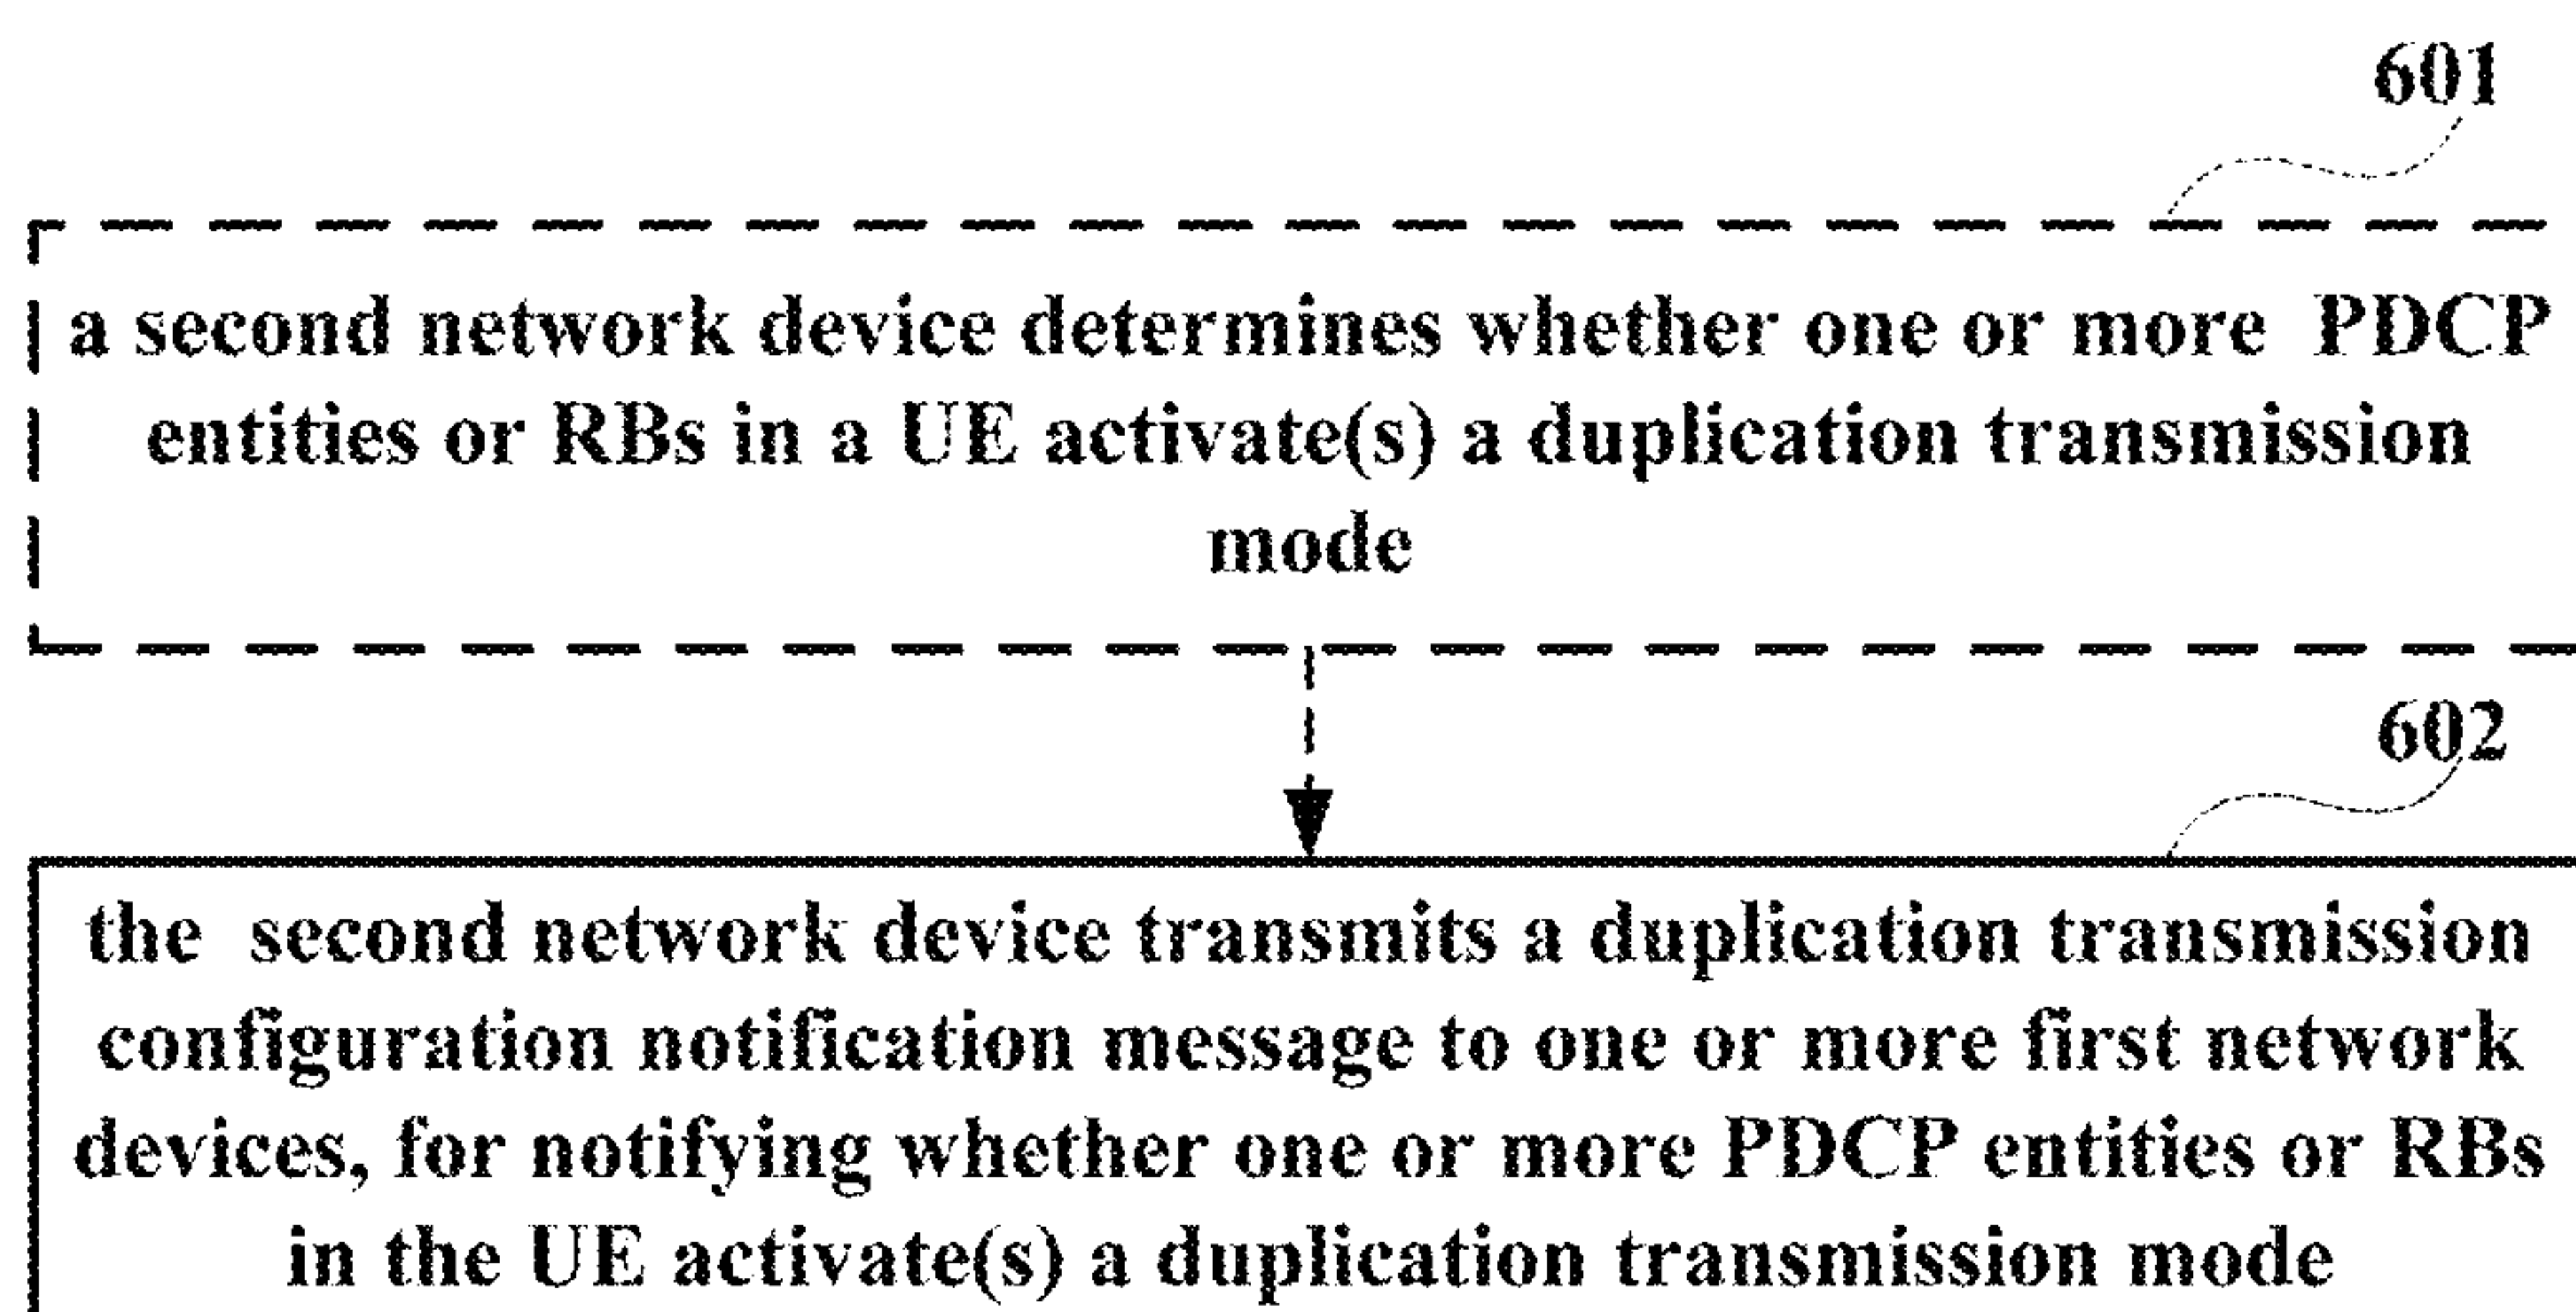 601
a second network device determines whether one or more PDCP
entities or RBs in a UE activate(s) a duplication transmission
mode
602
the second network device transmits a duplication transmission
configuration notification message to one or more first network
devices, for notifying whether one or more PDCP entities or RBs
in the UE activate(s) a duplication transmission mode